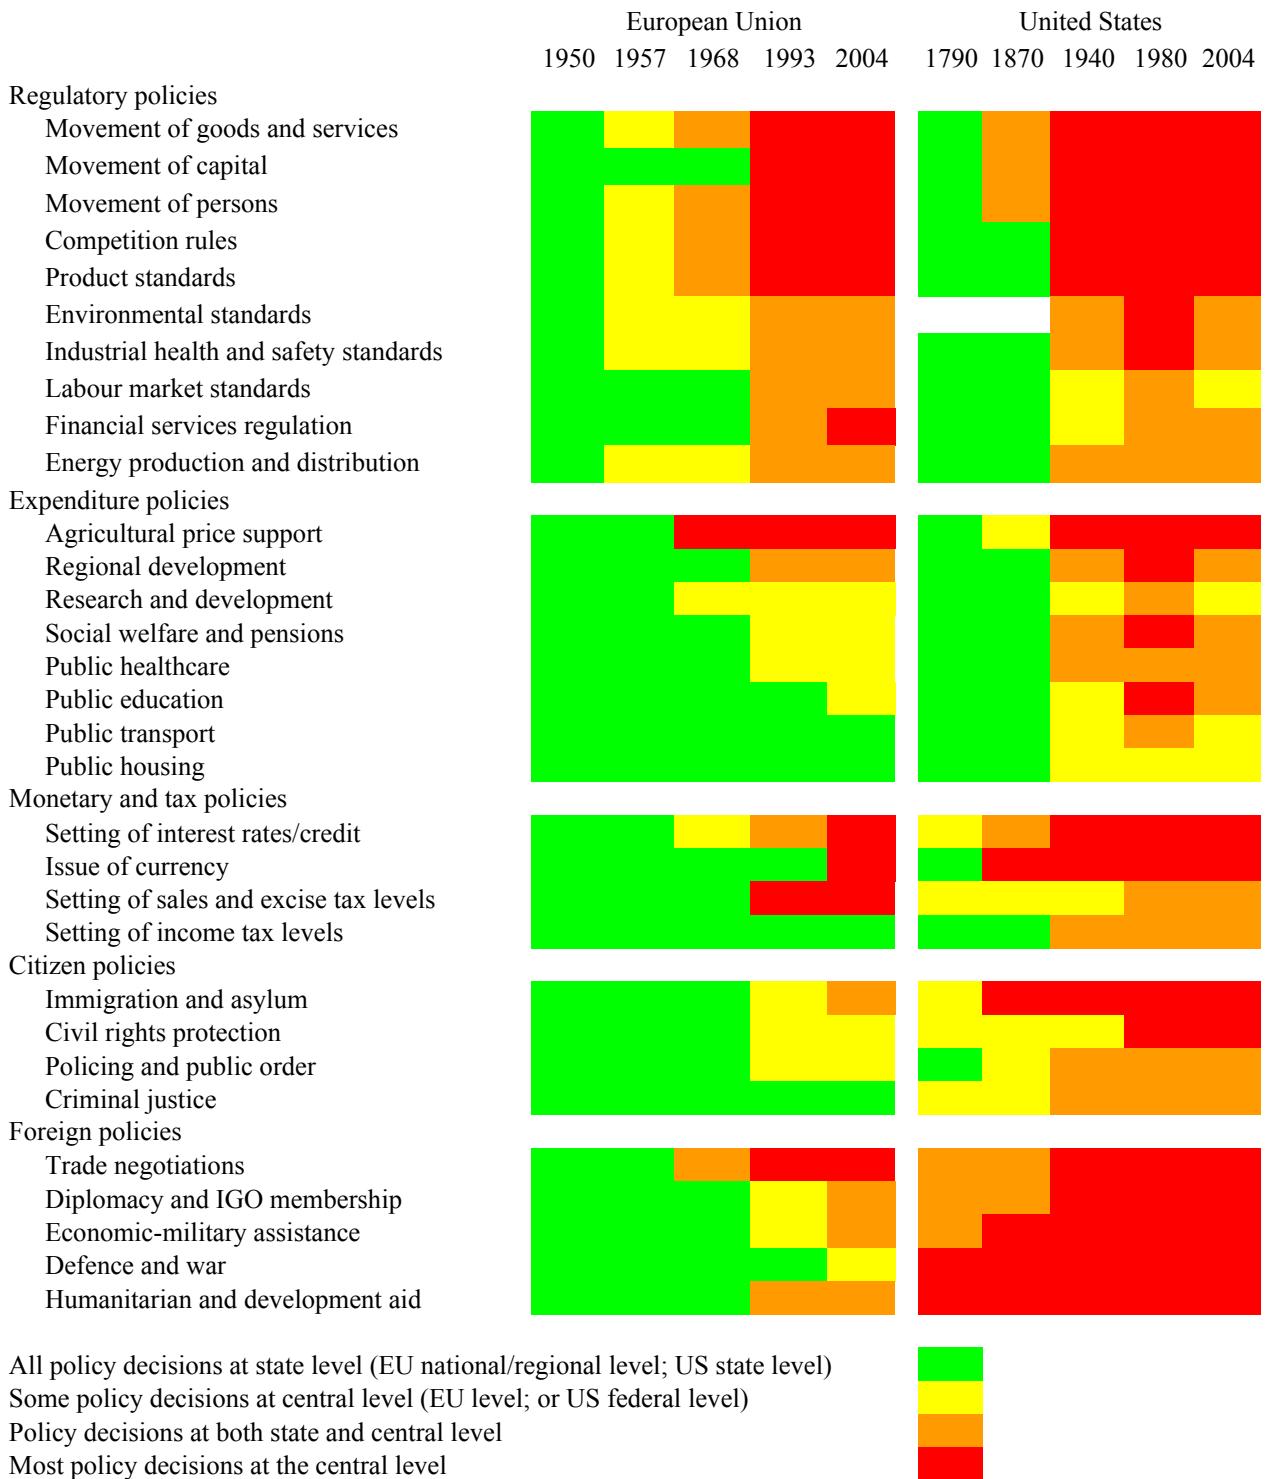 European Union United States
1950 1957 1968 1993 2004 1790 1870 1940 1980 2004
Regulatory policies
Movement of goods and services
Movement of capital
Movement of persons
Competition rules
Product standards
Environmental standards
Industrial health and safety standards
Labour market standards
Financial services regulation
Energy production and distribution
Expenditure policies
Agricultural price support
Regional development
Research and development
Social welfare and pensions
Public healthcare
Public education
Public transport
Public housing
Monetary and tax policies
Setting of interest rates/credit
Issue of currency
Setting of sales and excise tax levels
Setting of income tax levels
Citizen policies
Immigration and asylum
Civil rights protection
Policing and public order
Criminal justice
Foreign policies
Trade negotiations
Diplomacy and IGO membership
Economic-military assistance
Defence and war
Humanitarian and development aid
All policy decisions at state level (EU national/regional level; US state level)
Some policy decisions at central level (EU level; or US federal level)
Policy decisions at both state and central level
Most policy decisions at the central level